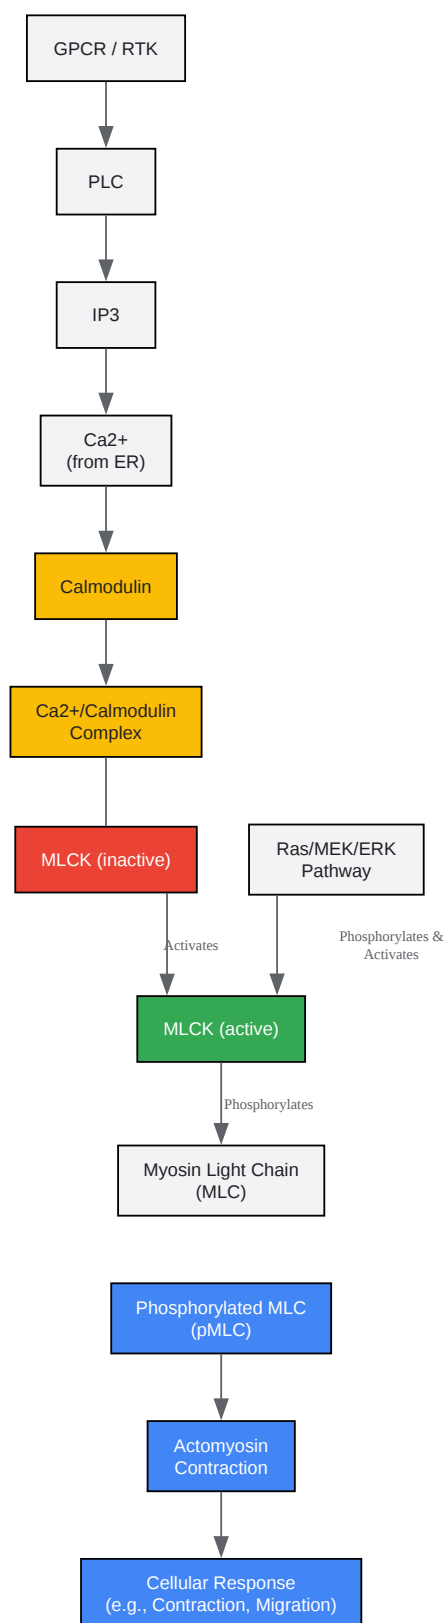 GPCR / RTK
PLC
IP3
Ca2+
(from ER)
Calmodulin
Ca2+/Calmodulin
Complex
MLCK (inactive)
Ras/MEK/ERK
Pathway
Activates
Phosphorylates &
Activates
MLCK (active)
Phosphorylates
Myosin Light Chain
(MLC)
Phosphorylated MLC
(pMLC)
Actomyosin
Contraction
Cellular Response
(e.g., Contraction, Migration)